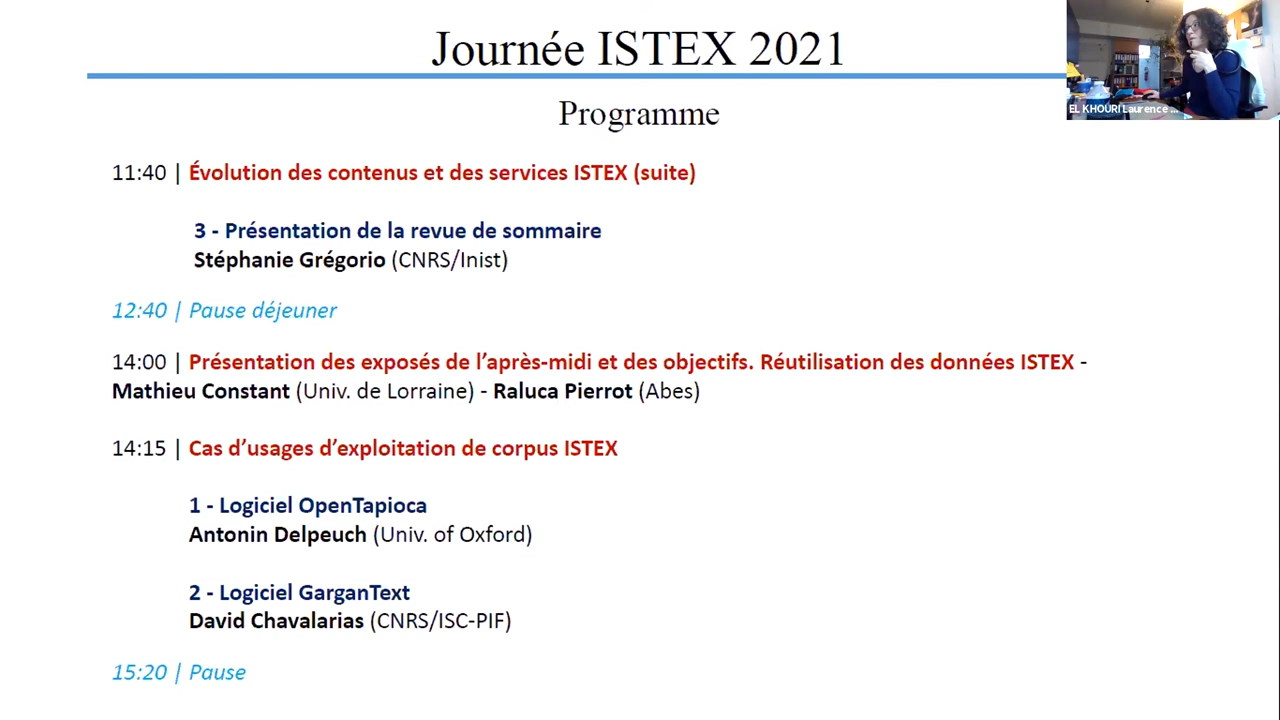 Journée ISTEX 2021
EL KHOURI Laurence ...
Programme
11:40 | Évolution des contenus et des services ISTEX (suite)
3 - Présentation de la revue de sommaire
Stéphanie Grégorio (CNRS/Inist)
12:40 | Pause déjeuner
14:00 | Présentation des exposés de l’après-midi et des objectifs. Réutilisation des données ISTEX -
Mathieu Constant (Univ. de Lorraine) - Raluca Pierrot (Abes)
14:15 | Cas d’usages d’exploitation de corpus ISTEX
1 - Logiciel OpenTapioca
Antonin Delpeuch (Univ. of Oxford)
2 - Logiciel GarganText
David Chavalarias (CNRS/ISC-PIF)
15:20 | Pause